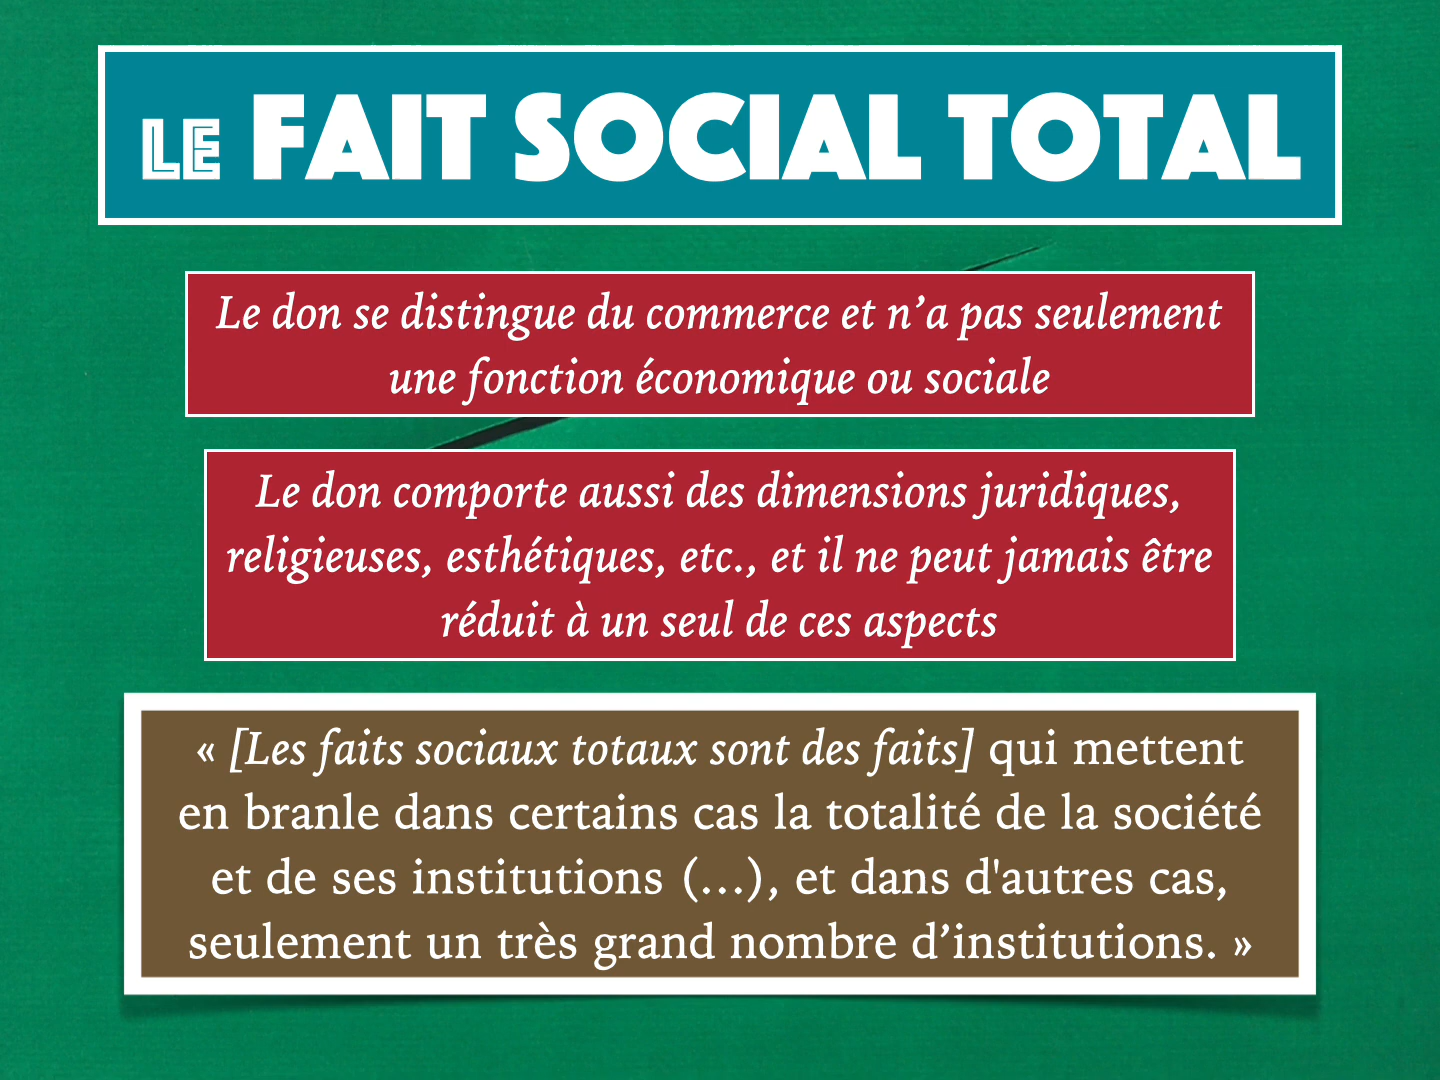 LE FAIT SOCIAL TOTAL
Le don se distingue du commerce et n’a pas seulement
une fonction économique ou sociale
Le don comporte aussi des dimensions juridiques,
religieuses, esthétiques, etc., et il ne peut jamais être
réduit à un seul de ces aspects
« [Les faits sociaux totaux sont des faits] qui mettent
en branle dans certains cas la totalité de la société
et de ses institutions (…), et dans d'autres cas,
seulement un très grand nombre d’institutions. »